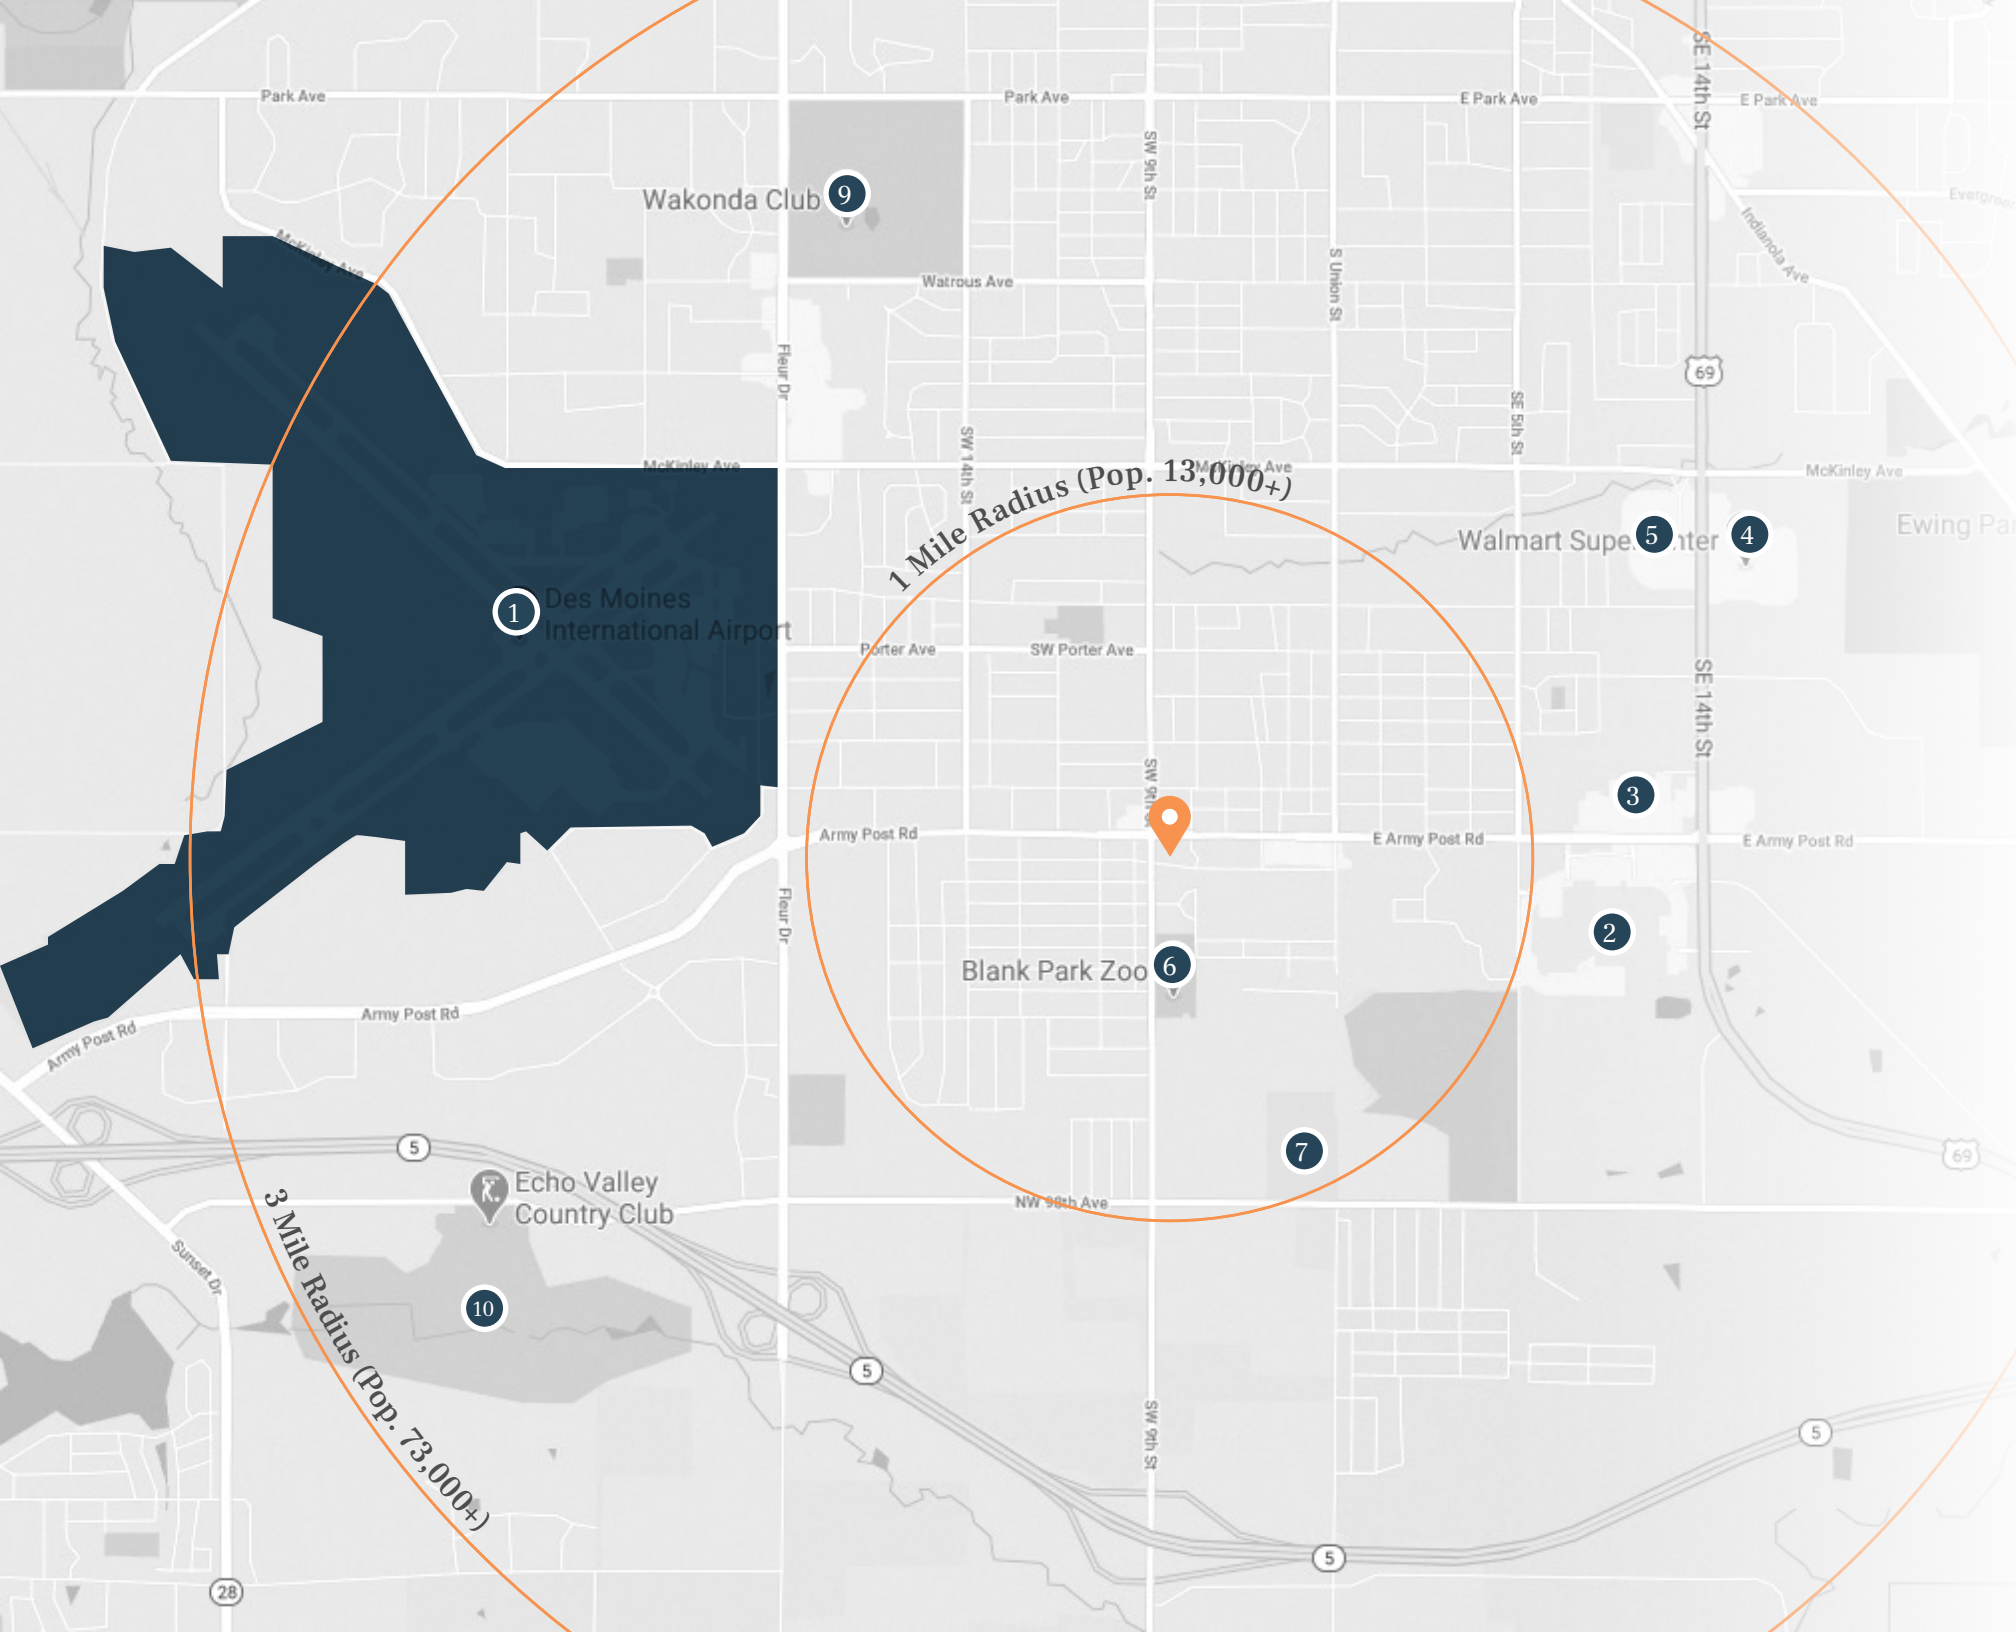 SE 14th St
Park Ave
Park Ave
E Park Ave
E Park Ave
SW 9th St
Wakonda Club
9
Evergree
Indianola Ave
McKinley Ave
Watrous Ave
S Union St
Fleur Dr
69
SE 5th St
SW 14th St
McKinley Ave
McKinley Ave
McKinley Ave
1 Mile Radius (Pop. 13,000+)
Ewing Pa
Walmart Supe
nter
5
4
1
Des Moines
International Airport
Porter Ave
SW Porter Ave
SE 14th St
SW 9th St
3
Army Post Rd
E Army Post Rd
E Army Post Rd
Fleur Dr
2
Blank Park Zoo
6
Army Post Rd
Army Post Rd
5
7
69
Echo Valley
Country Club
NW 98th Ave
3 Mile Radius (Pop. 73,000+)
Sunset Dr
10
5
SW 9th St
5
5
28